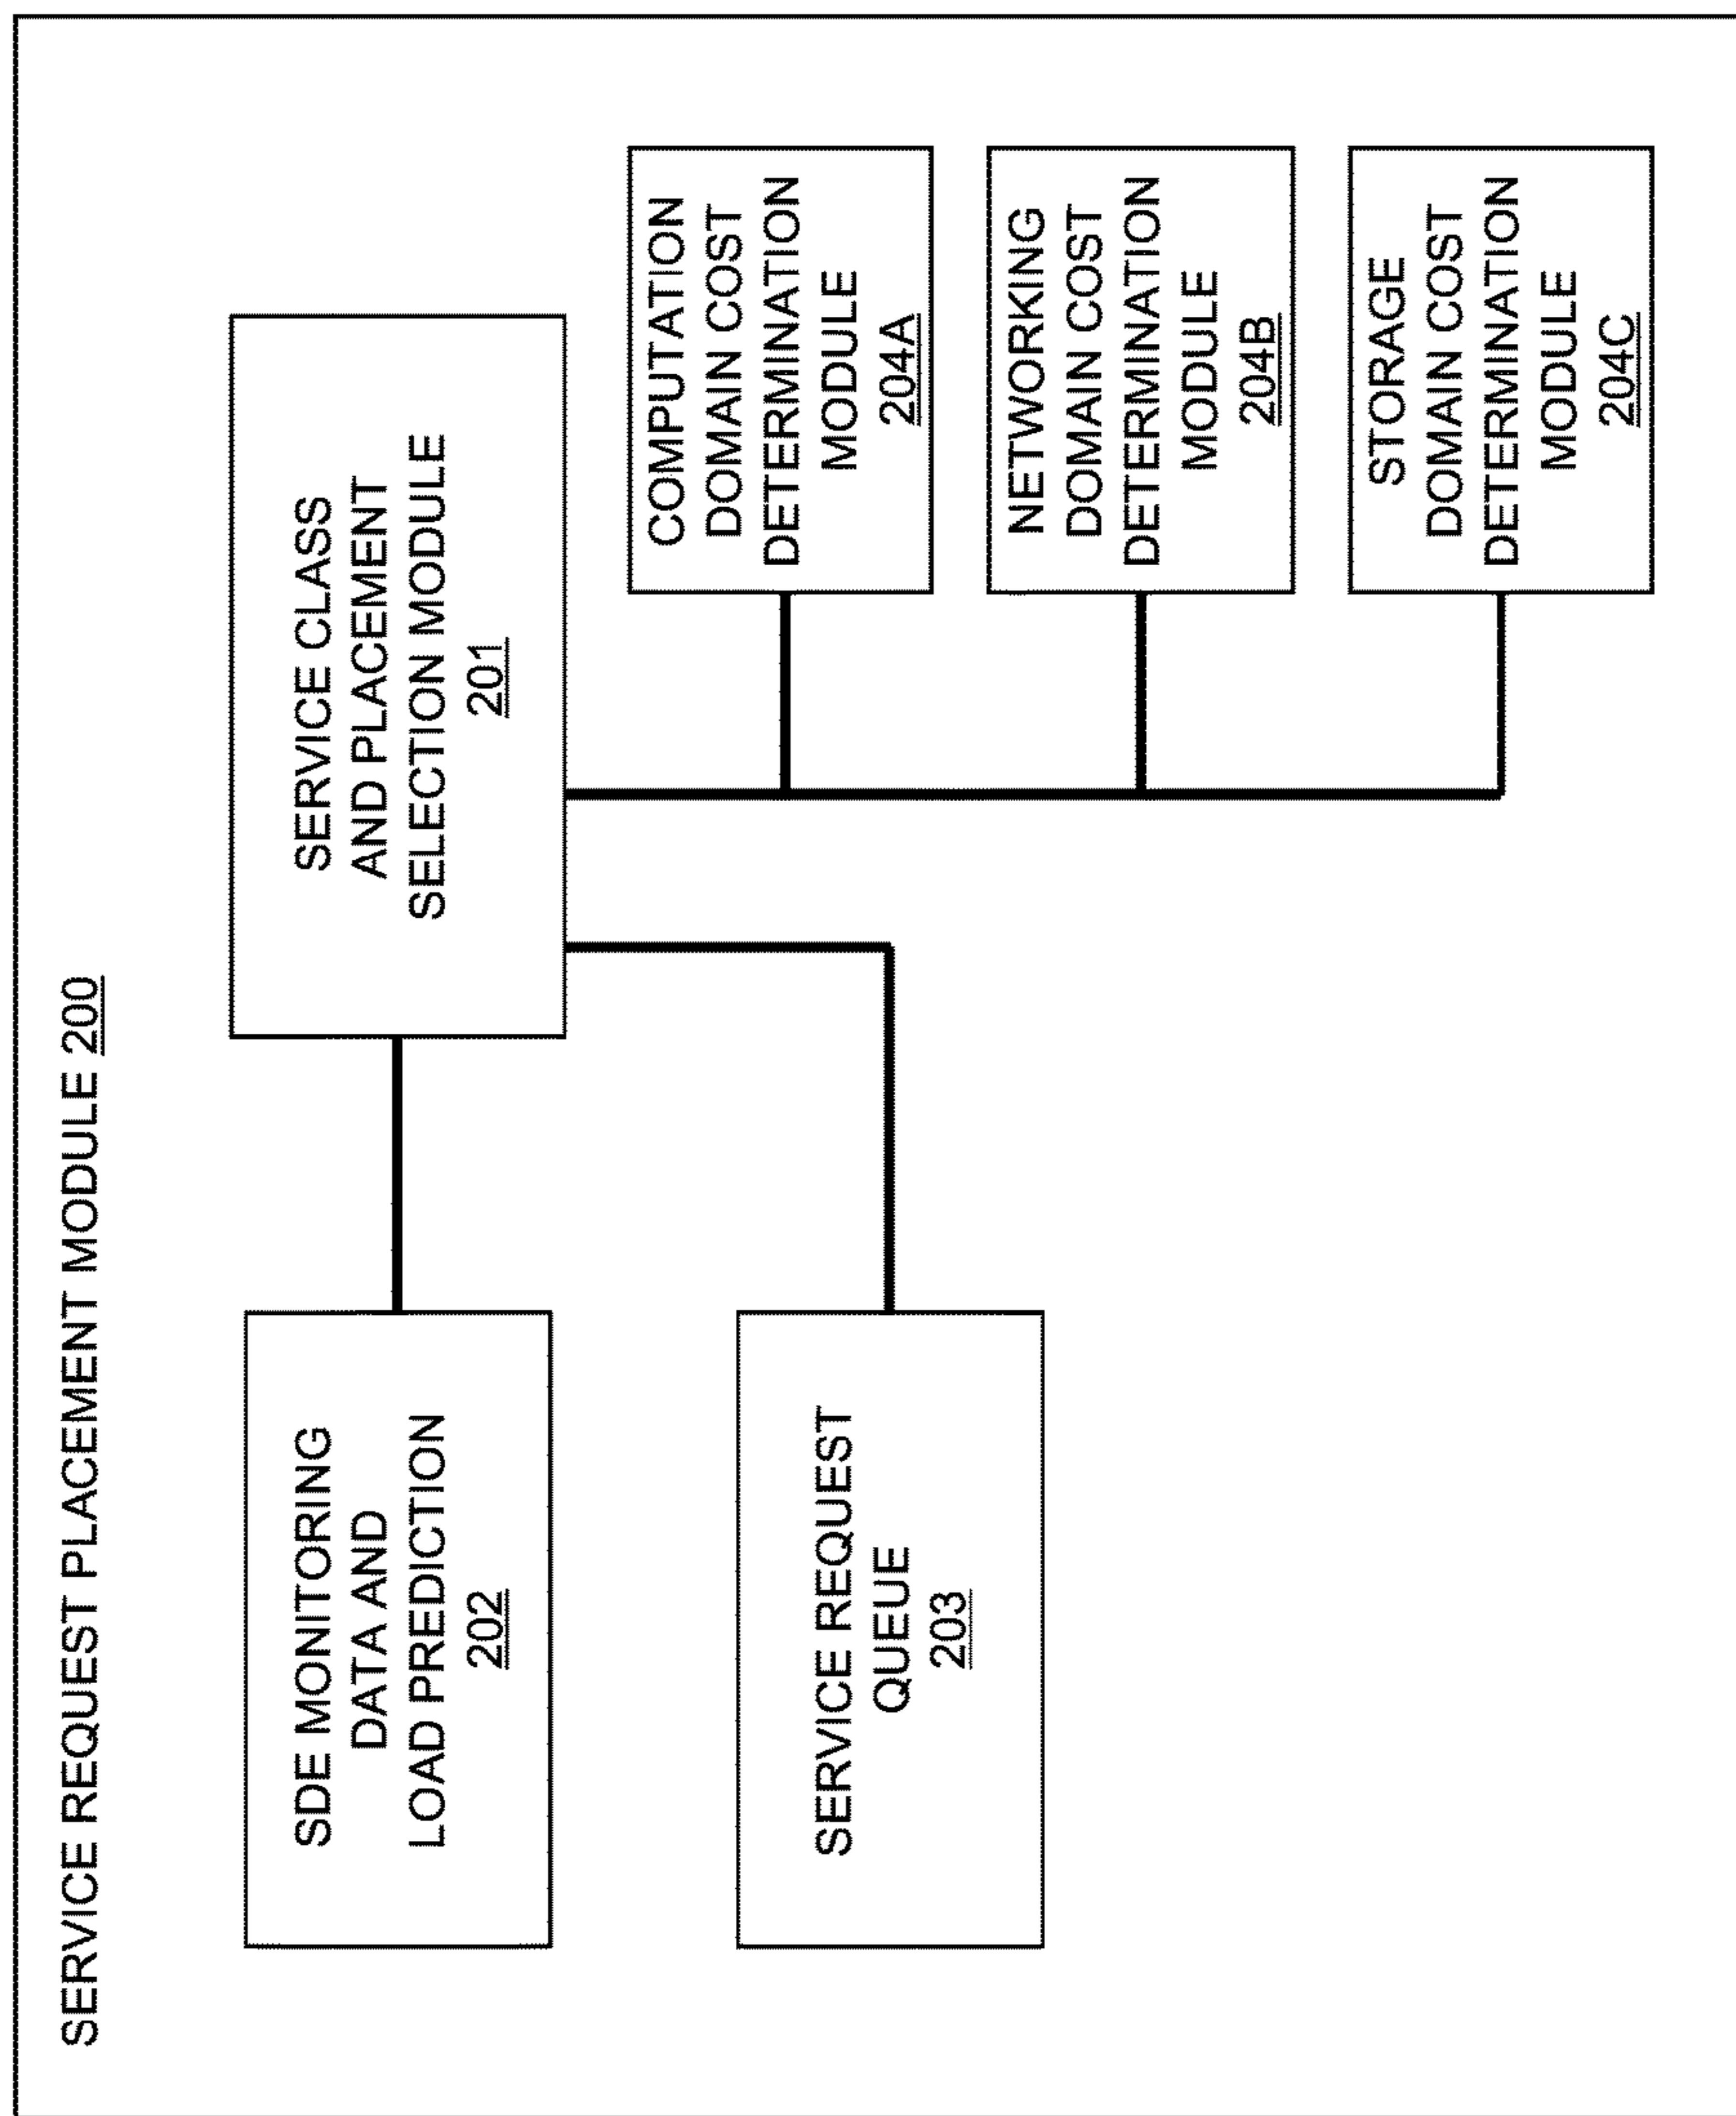 SERVICE REQUEST PLACEMENT MODULE 200
SDE MONITORING
DATA AND
LOAD PREDICTION
202
SERVICE CLASS
AND PLACEMENT
SELECTION MODULE
201
SERVICE REQUEST
QUEUE
203
COMPUTATION
DOMAIN COST
DETERMINATION
MODULE
204A
NETWORKING
DOMAIN COST
DETERMINATION
MODULE
204B
STORAGE
DOMAIN COST
DETERMINATION
MODULE
204C